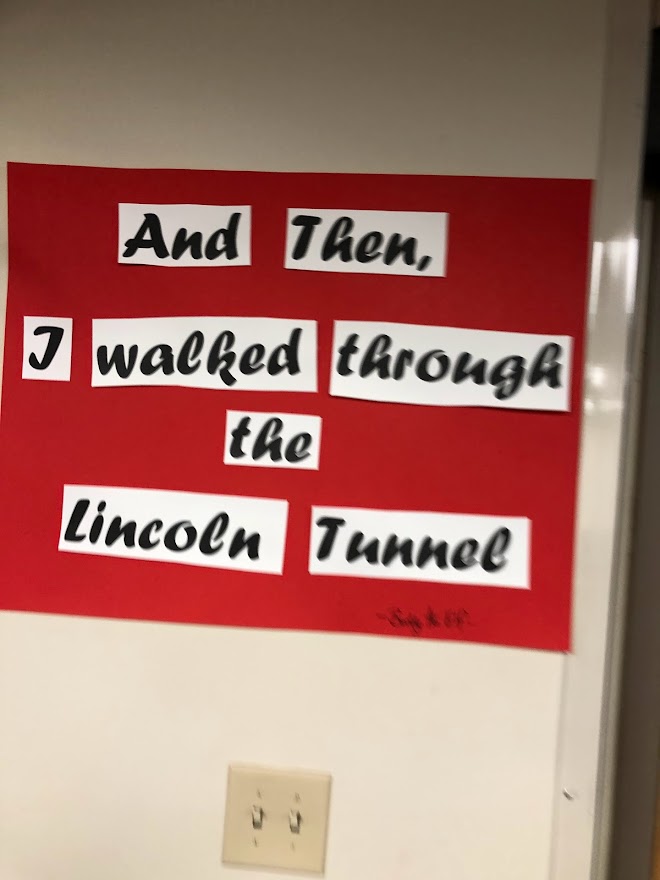 And Then,
I walked through
the
Lincoln Tunnel